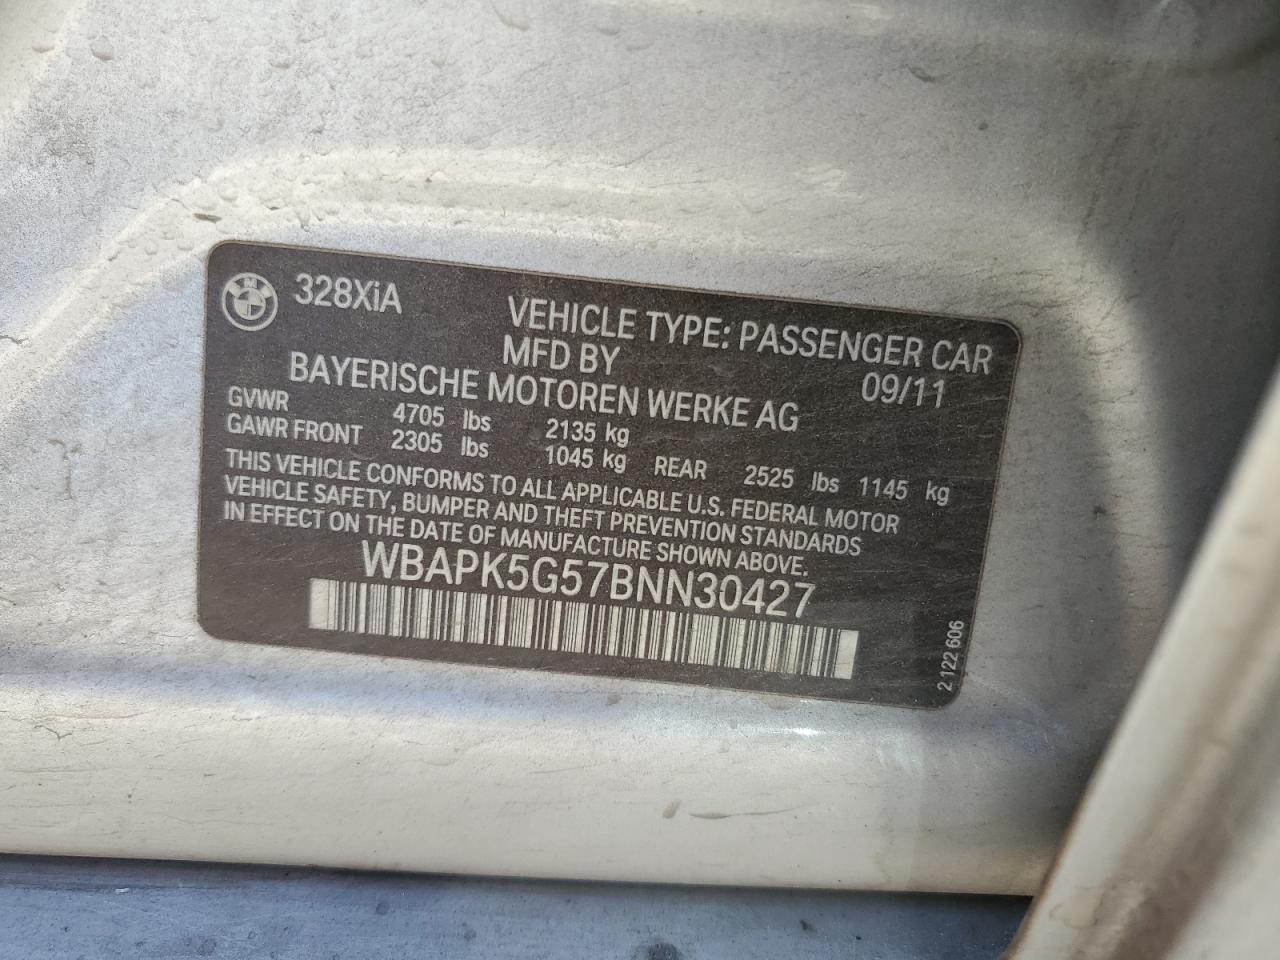 328XiA
VEHICLE TYPE: PASSENGER CAR
MFD BY 09/11
BAYERISCHE MOTOREN WERKE AG
GVWR 4705 lbs 2135 kg
GAWR FRONT 2305 lbs 1045 kg REAR 2525 lbs 1145 kg
THIS VEHICLE CONFORMS TO ALL APPLICABLE U.S. FEDERAL MOTOR
VEHICLE SAFETY, BUMPER AND THEFT PREVENTION STANDARDS
IN EFFECT ON THE DATE OF MANUFACTURE SHOWN ABOVE.
WBAPK5G57BNN30427
2 122 606